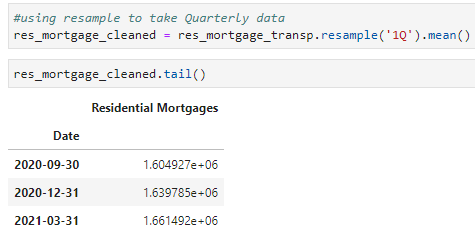 #using resample to take Quarterly data
res_mortgage_cleaned = res_mortgage_transp.resample('1Q').mean()
res_mortgage_cleaned.tail()
Residential Mortgages
Date
2020-09-30 1.604927e+06
2020-12-31 1.639785e+06
2021-03-31 1.661492e+06